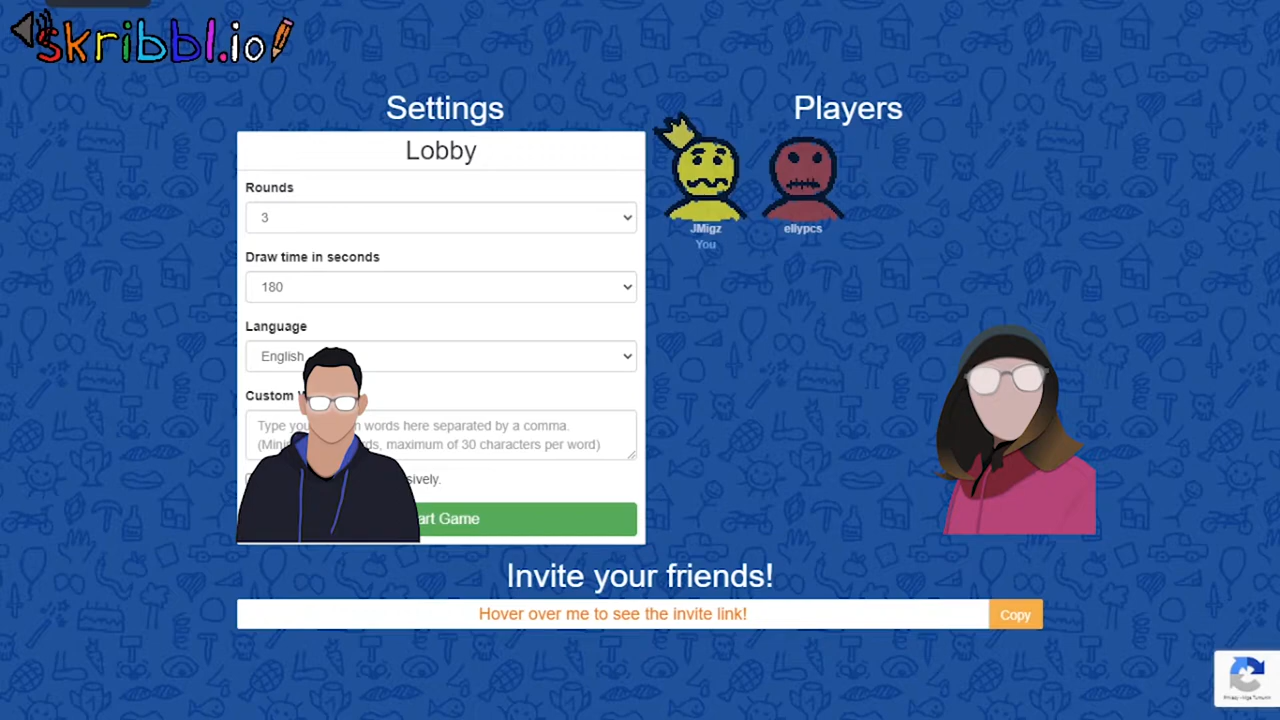 skribbl.io
Settings
Players
Lobby
Rounds
3
Draw time in seconds
180
Language
English
Custom
Type you words here separated by a comma.
(Mini ds, maximum of 30 characters per word)
sively.
art Game
JMigz
You
ellypcs
Invite your friends!
Hover over me to see the invite link!
Copy